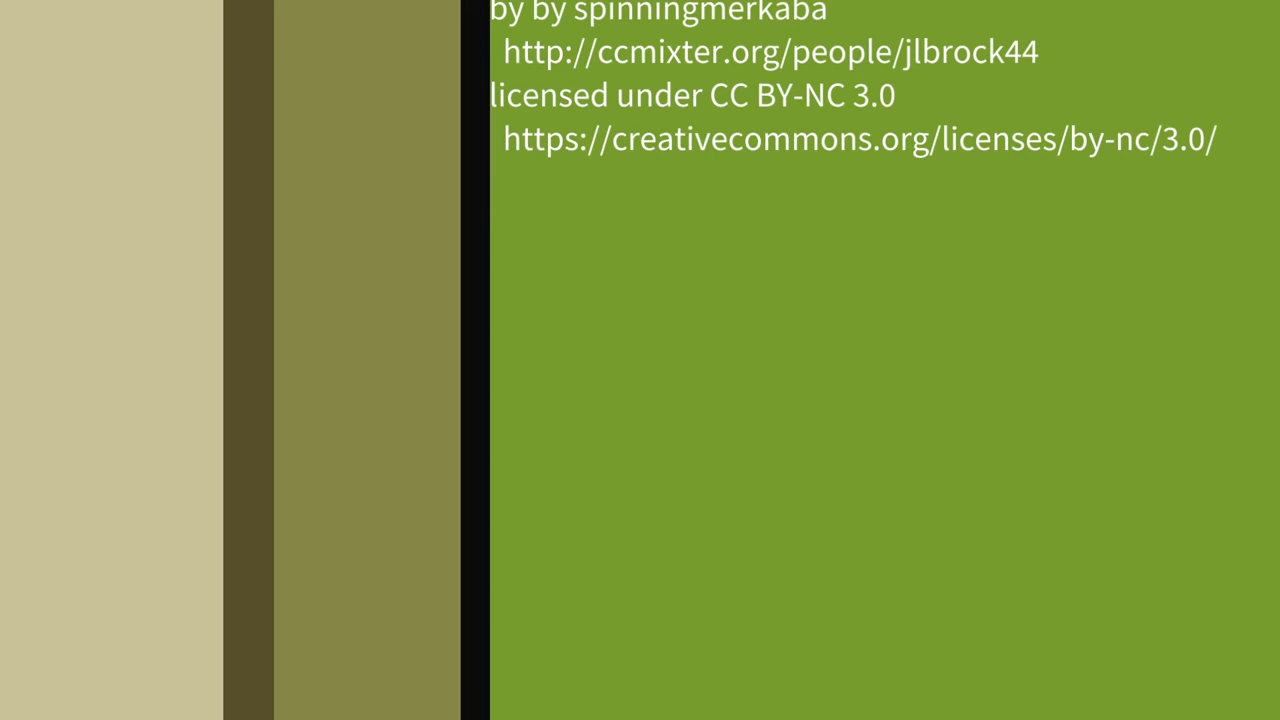 by by spinningmerkaba
http://ccmixter.org/people/jlbrock44
licensed under CC BY-NC 3.0
https://creativecommons.org/licenses/by-nc/3.0/